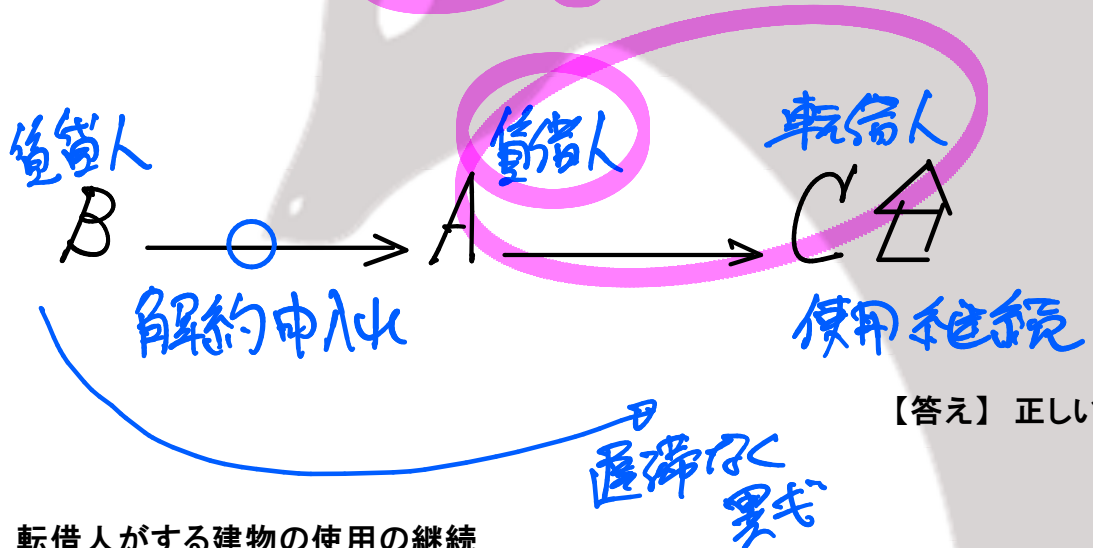 賃貸人
賃借人
転借人
B
A
C
解約申入れ
使用継続
【答え】 正しい
遅滞なく
異ギ
転借人がする建物の使用の継続